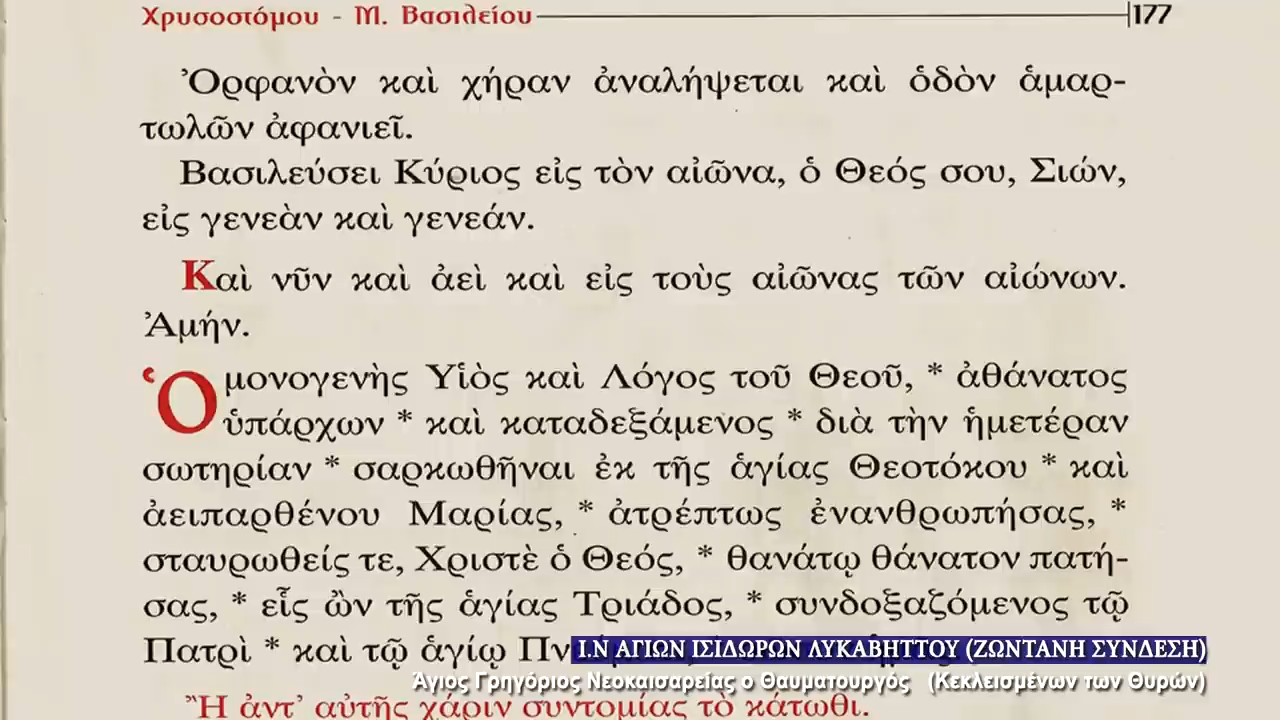 Χρυσοστόμου - Μ. Βασιλείου 177
Ὀρφανὸν καὶ χήραν ἀναλήψεται καὶ ὁδὸν ἁμαρ-
τωλῶν ἀφανιεῖ.
Βασιλεύσει Κύριος εἰς τὸν αἰῶνα, ὁ Θεός σου, Σιών,
εἰς γενεὰν καὶ γενεάν.
Καὶ νῦν καὶ ἀεὶ καὶ εἰς τοὺς αἰῶνας τῶν αἰώνων.
Ἀμήν.
Ὁ μονογενὴς Υἱὸς καὶ Λόγος τοῦ Θεοῦ, * ἀθάνατος
ὑπάρχων * καὶ καταδεξάμενος * διὰ τὴν ἡμετέραν
σωτηρίαν * σαρκωθῆναι ἐκ τῆς ἁγίας Θεοτόκου * καὶ
ἀειπαρθένου Μαρίας, * ἀτρέπτως ἐνανθρωπήσας, *
σταυρωθείς τε, Χριστὲ ὁ Θεός, * θανάτῳ θάνατον πατή-
σας, * εἷς ὢν τῆς ἁγίας Τριάδος, * συνδοξαζόμενος τῷ
Πατρὶ * καὶ τῷ ἁγίῳ
Ι.Ν ΑΓΙΩΝ ΙΣΙΔΩΡΩΝ ΛΥΚΑΒΗΤΤΟΥ (ΖΩΝΤΑΝΗ ΣΥΝΔΕΣΗ)
Άγιος Γρηγόριος Νεοκαισαρείας ο Θαυματουργός (Κεκλεισμένων των Θυρών)
Ἢ ἀντ' αὐτῆς χάριν συντομίας τὸ κάτωθι.